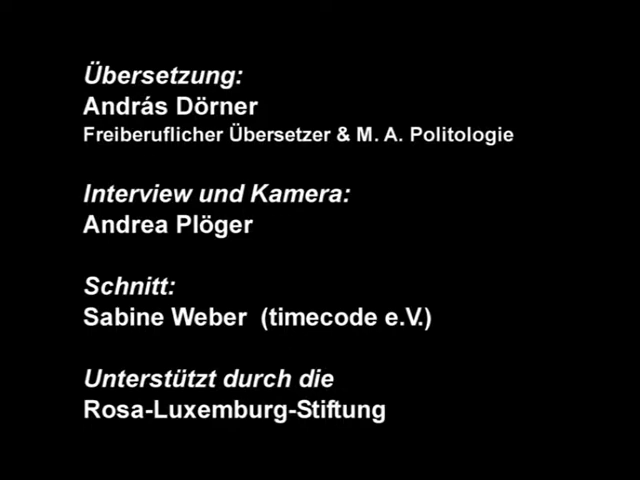 Übersetzung:
András Dörner
Freiberuflicher Übersetzer & M. A. Politologie
Interview und Kamera:
Andrea Plöger
Schnitt:
Sabine Weber (timecode e.V.)
Unterstützt durch die
Rosa-Luxemburg-Stiftung